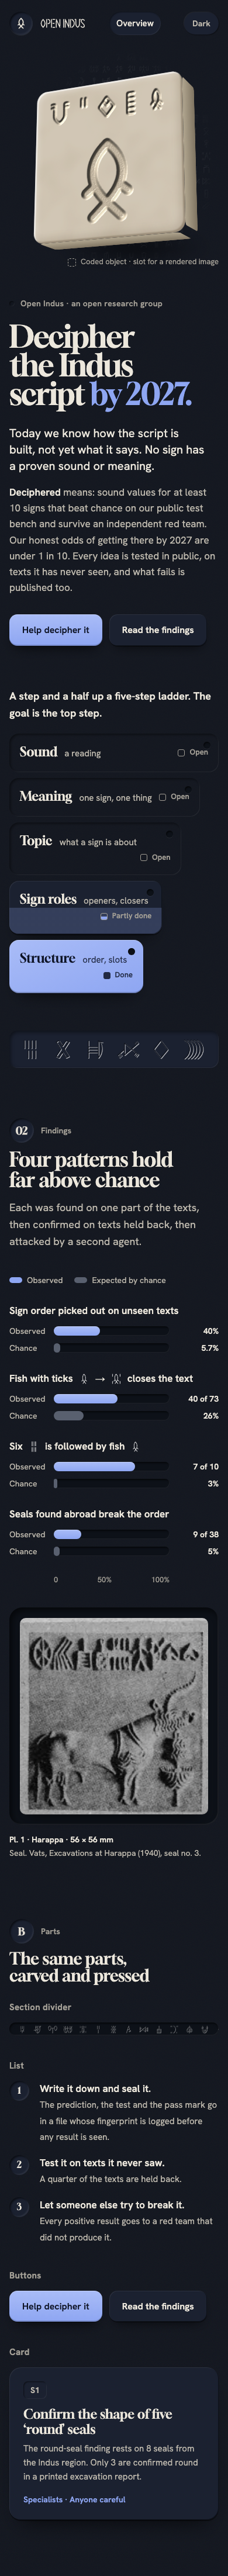 OPEN INDUS
Overview
Dark
Coded object · slot for a rendered image
Open Indus · an open research group
Decipher
the Indus
script by 2027.
Today we know how the script is
built, not yet what it says. No sign has
a proven sound or meaning.
Deciphered means: sound values for at least
10 signs that beat chance on our public test
bench and survive an independent red team.
Our honest odds of getting there by 2027 are
under 1 in 10. Every idea is tested in public, on
texts it has never seen, and what fails is
published too.
Help decipher it
Read the findings
A step and a half up a five-step ladder. The
goal is the top step.
Sound a reading
Open
Meaning one sign, one thing
Open
Topic what a sign is about
Open
Sign roles openers, closers
Partly done
Structure order, slots
Done
02 Findings
Four patterns hold
far above chance
Each was found on one part of the texts,
then confirmed on texts held back, then
attacked by a second agent.
Observed Expected by chance
Sign order picked out on unseen texts
Observed 40%
Chance 5.7%
Fish with ticks → closes the text
Observed 40 of 73
Chance 26%
Six is followed by fish
Observed 7 of 10
Chance 3%
Seals found abroad break the order
Observed 9 of 38
Chance 5%
0 50% 100%
Pl. 1 · Harappa · 56 × 56 mm
Seal. Vats, Excavations at Harappa (1940), seal no. 3.
B Parts
The same parts,
carved and pressed
Section divider
List
1 Write it down and seal it.
The prediction, the test and the pass mark go
in a file whose fingerprint is logged before
any result is seen.
2 Test it on texts it never saw.
A quarter of the texts are held back.
3 Let someone else try to break it.
Every positive result goes to a red team that
did not produce it.
Buttons
Help decipher it
Read the findings
Card
S1
Confirm the shape of five
‘round’ seals
The round-seal finding rests on 8 seals from
the Indus region. Only 3 are confirmed round
in a printed excavation report.
Specialists · Anyone careful